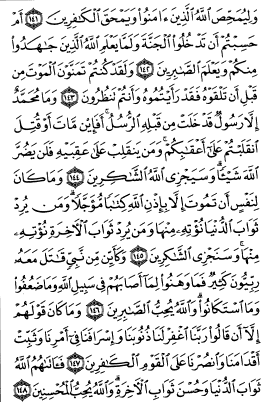 وَلِيُمَحِّصَ ٱللَّهُ ٱلَّذِينَ ءَامَنُوا۟ وَيَمْحَقَ ٱلْكَٰفِرِينَ ١٤١ أَمْ
حَسِبْتُمْ أَن تَدْخُلُوا۟ ٱلْجَنَّةَ وَلَمَّا يَعْلَمِ ٱللَّهُ ٱلَّذِينَ جَٰهَدُوا۟
مِنكُمْ وَيَعْلَمَ ٱلصَّٰبِرِينَ ١٤٢ وَلَقَدْ كُنتُمْ تَمَنَّوْنَ ٱلْمَوْتَ مِن
قَبْلِ أَن تَلْقَوْهُ فَقَدْ رَأَيْتُمُوهُ وَأَنتُمْ تَنظُرُونَ ١٤٣ وَمَا مُحَمَّدٌ
إِلَّا رَسُولٌ قَدْ خَلَتْ مِن قَبْلِهِ ٱلرُّسُلُ ۚ أَفَإِي۟ن مَّاتَ أَوْ قُتِلَ
ٱنقَلَبْتُمْ عَلَىٰٓ أَعْقَٰبِكُمْ ۚ وَمَن يَنقَلِبْ عَلَىٰ عَقِبَيْهِ فَلَن يَضُرَّ
ٱللَّهَ شَيْـًٔا ۗ وَسَيَجْزِى ٱللَّهُ ٱلشَّٰكِرِينَ ١٤٤ وَمَا كَانَ
لِنَفْسٍ أَن تَمُوتَ إِلَّا بِإِذْنِ ٱللَّهِ كِتَٰبًا مُّؤَجَّلًا ۗ وَمَن يُرِدْ
ثَوَابَ ٱلدُّنْيَا نُؤْتِهِۦ مِنْهَا وَمَن يُرِدْ ثَوَابَ ٱلْءَاخِرَةِ نُؤْتِهِۦ
مِنْهَا ۚ وَسَنَجْزِى ٱلشَّٰكِرِينَ ١٤٥ وَكَأَيِّن مِّن نَّبِىٍّ قَٰتَلَ مَعَهُۥ
رِبِّيُّونَ كَثِيرٌ فَمَا وَهَنُوا۟ لِمَآ أَصَابَهُمْ فِى سَبِيلِ ٱللَّهِ وَمَا ضَعُفُوا۟
وَمَا ٱسْتَكَانُوا۟ ۗ وَٱللَّهُ يُحِبُّ ٱلصَّٰبِرِينَ ١٤٦ وَمَا كَانَ قَوْلَهُمْ
إِلَّآ أَن قَالُوا۟ رَبَّنَا ٱغْفِرْ لَنَا ذُنُوبَنَا وَإِسْرَافَنَا فِىٓ أَمْرِنَا وَثَبِّتْ
أَقْدَامَنَا وَٱنصُرْنَا عَلَى ٱلْقَوْمِ ٱلْكَٰفِرِينَ ١٤٧ فَـَٔاتَىٰهُمُ ٱللَّهُ
ثَوَابَ ٱلدُّنْيَا وَحُسْنَ ثَوَابِ ٱلْءَاخِرَةِ ۗ وَٱللَّهُ يُحِبُّ ٱلْمُحْسِنِينَ ١٤٨